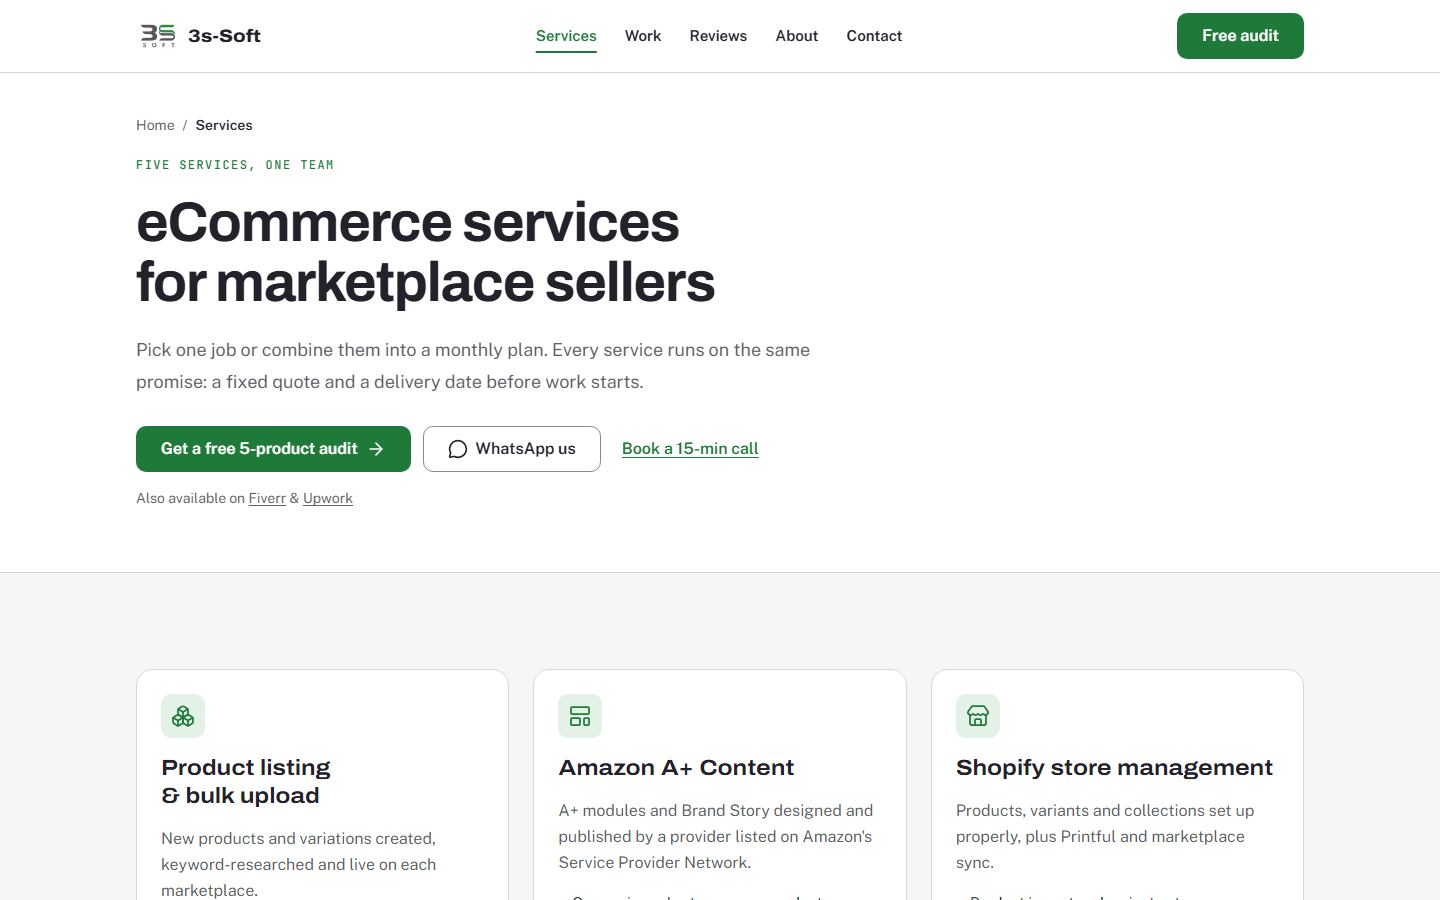 3S SOFT
3s-Soft
Services
Work
Reviews
About
Contact
Free audit
Home / Services
FIVE SERVICES, ONE TEAM
eCommerce services
for marketplace sellers
Pick one job or combine them into a monthly plan. Every service runs on the same
promise: a fixed quote and a delivery date before work starts.
Get a free 5-product audit
WhatsApp us
Book a 15-min call
Also available on Fiverr & Upwork
Product listing
& bulk upload
New products and variations created,
keyword-researched and live on each
marketplace.
Amazon A+ Content
A+ modules and Brand Story designed and
published by a provider listed on Amazon's
Service Provider Network.
Shopify store management
Products, variants and collections set up
properly, plus Printful and marketplace
sync.